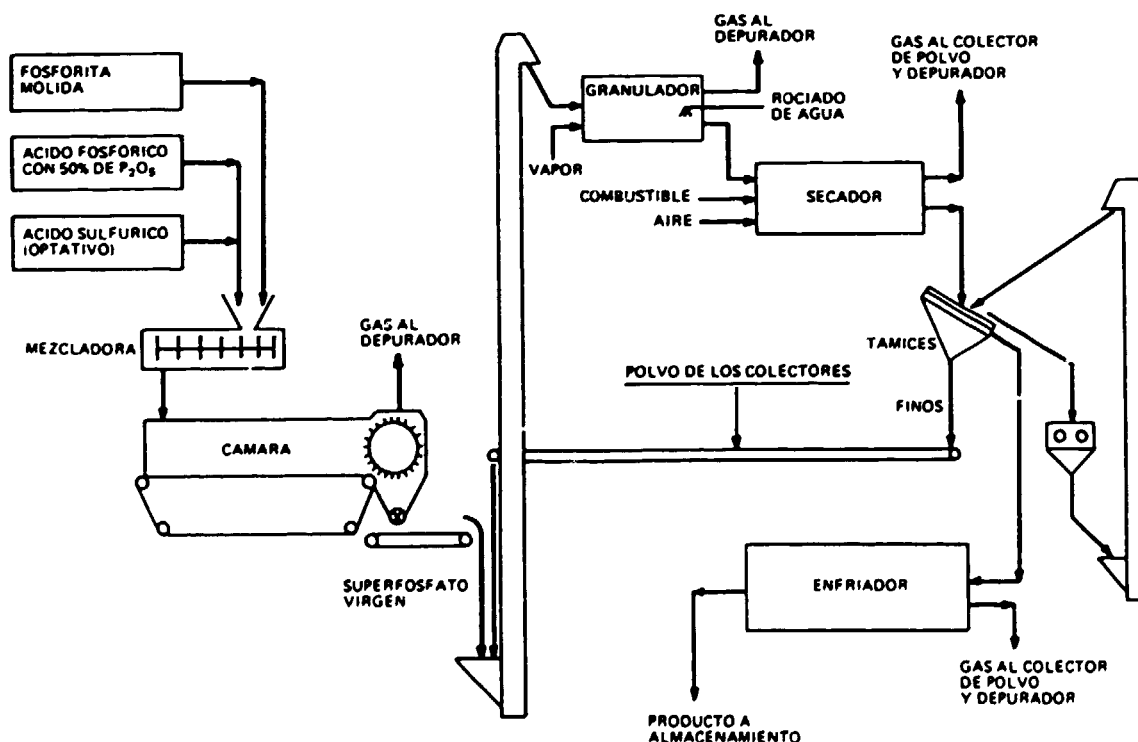 FOSFORITA
MOLIDA
ACIDO FOSFORICO
CON 50% DE P₂O₅
ACIDO SULFURICO
(OPTATIVO)
MEZCLADORA
GAS AL
DEPURADOR
CAMARA
SUPERFOSFATO
VIRGEN
GAS AL
DEPURADOR
GRANULADOR
ROCIADO
DE AGUA
VAPOR
GAS AL COLECTOR
DE POLVO
Y DEPURADOR
COMBUSTIBLE
AIRE
SECADOR
TAMICES
POLVO DE LOS COLECTORES
FINOS
ENFRIADOR
GAS AL COLECTOR
DE POLVO
Y DEPURADOR
PRODUCTO A
ALMACENAMIENTO